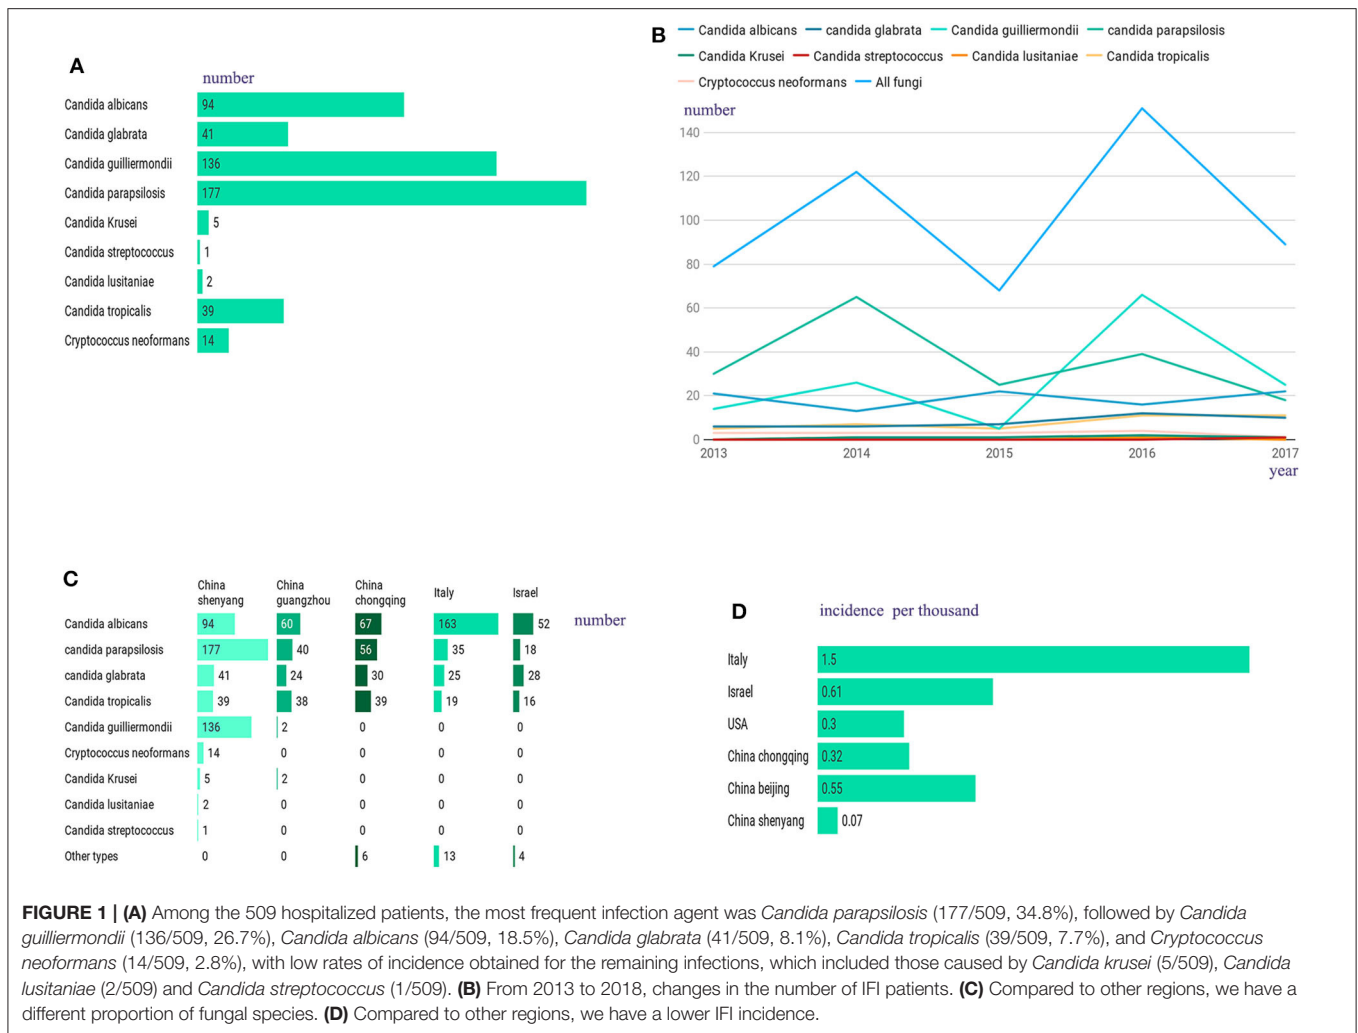 A
number
Candida albicans 94
Candida glabrata 41
Candida guilliermondii 136
Candida parapsilosis 177
Candida Krusei 5
Candida streptococcus 1
Candida lusitaniae 2
Candida tropicalis 39
Cryptococcus neoformans 14
B
Candida albicans candida glabrata Candida guilliermondii candida parapsilosis
Candida Krusei Candida streptococcus Candida lusitaniae Candida tropicalis
Cryptococcus neoformans All fungi
number
140
120
100
80
60
40
20
0
2013 2014 2015 2016 2017
year
C
China shenyang China guangzhou China chongqing Italy Israel
number
Candida albicans 94 60 67 163 52
candida parapsilosis 177 40 56 35 18
candida glabrata 41 24 30 25 28
Candida tropicalis 39 38 39 19 16
Candida guilliermondii 136 2 0 0 0
Cryptococcus neoformans 14 0 0 0 0
Candida Krusei 5 2 0 0 0
Candida lusitaniae 2 0 0 0 0
Candida streptococcus 1 0 0 0 0
Other types 0 0 6 13 4
D
incidence per thousand
Italy 1.5
Israel 0.61
USA 0.3
China chongqing 0.32
China beijing 0.55
China shenyang 0.07
FIGURE 1 | (A) Among the 509 hospitalized patients, the most frequent infection agent was Candida parapsilosis (177/509, 34.8%), followed by Candida
guilliermondii (136/509, 26.7%), Candida albicans (94/509, 18.5%), Candida glabrata (41/509, 8.1%), Candida tropicalis (39/509, 7.7%), and Cryptococcus
neoformans (14/509, 2.8%), with low rates of incidence obtained for the remaining infections, which included those caused by Candida krusei (5/509), Candida
lusitaniae (2/509) and Candida streptococcus (1/509). (B) From 2013 to 2018, changes in the number of IFI patients. (C) Compared to other regions, we have a
different proportion of fungal species. (D) Compared to other regions, we have a lower IFI incidence.